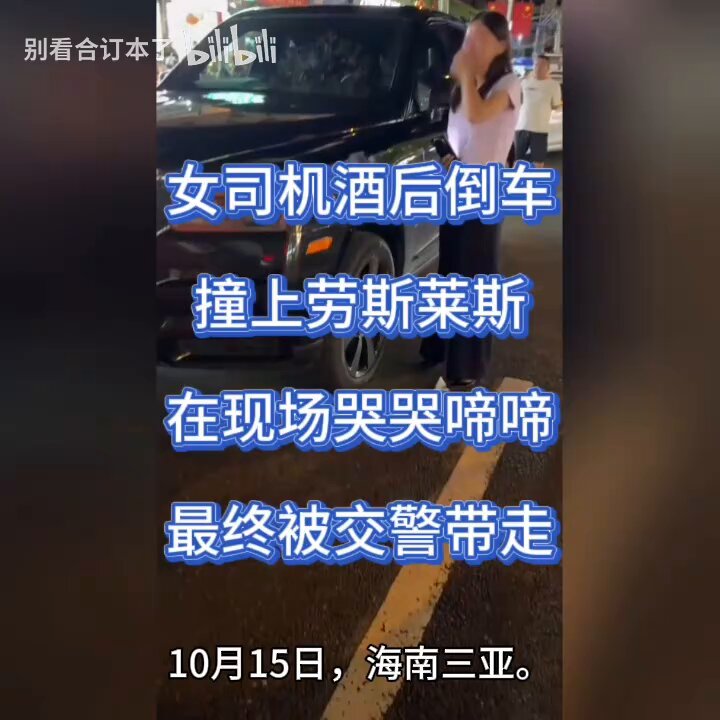 别看合订本了 bilibili
女司机酒后倒车
撞上劳斯莱斯
在现场哭哭啼啼
最终被交警带走
10月15日，海南三亚。